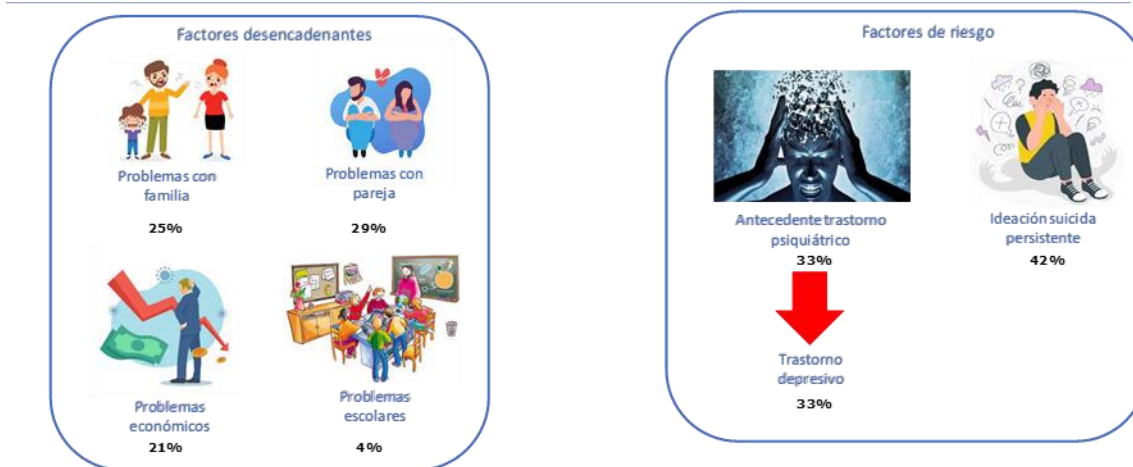 Factores desencadenantes
Problemas con
familia
25%
Problemas con
pareja
29%
Problemas
económicos
21%
Problemas
escolares
4%
Factores de riesgo
Antecedente trastorno
psiquiátrico
33%
Ideación suicida
persistente
42%
Trastorno
depresivo
33%